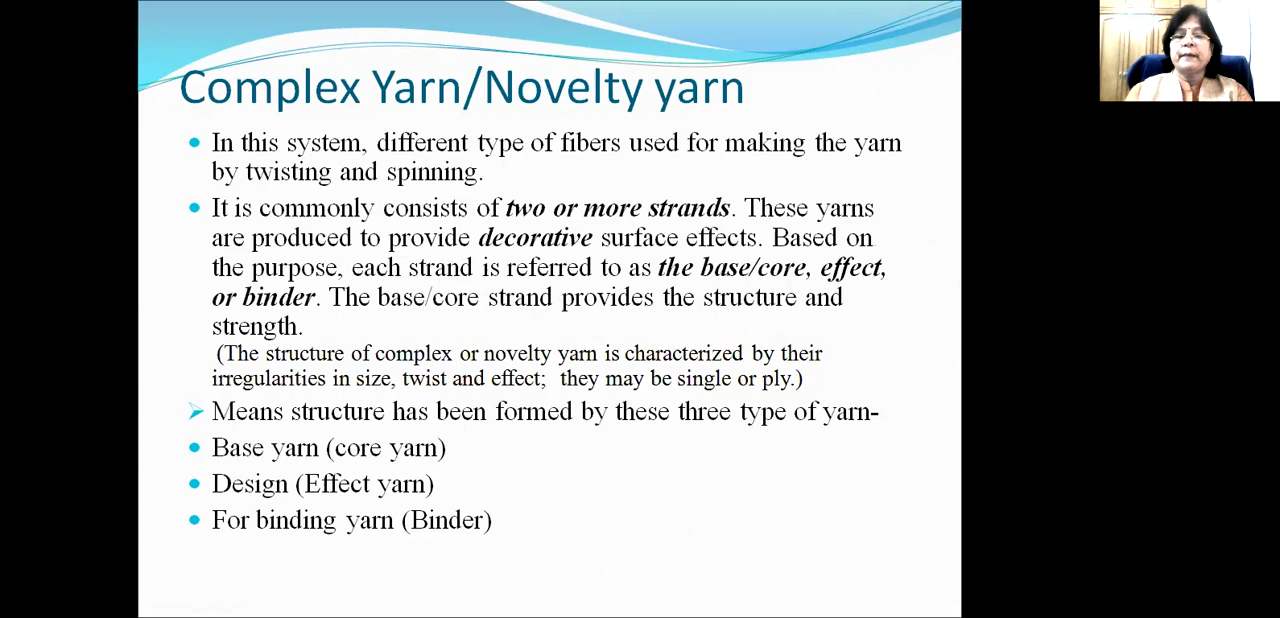 Complex Yarn/Novelty yarn
In this system, different type of fibers used for making the yarn
by twisting and spinning.
It is commonly consists of two or more strands. These yarns
are produced to provide decorative surface effects. Based on
the purpose, each strand is referred to as the base/core, effect,
or binder. The base/core strand provides the structure and
strength.
(The structure of complex or novelty yarn is characterized by their
irregularities in size, twist and effect; they may be single or ply.)
Means structure has been formed by these three type of yarn-
Base yarn (core yarn)
Design (Effect yarn)
For binding yarn (Binder)